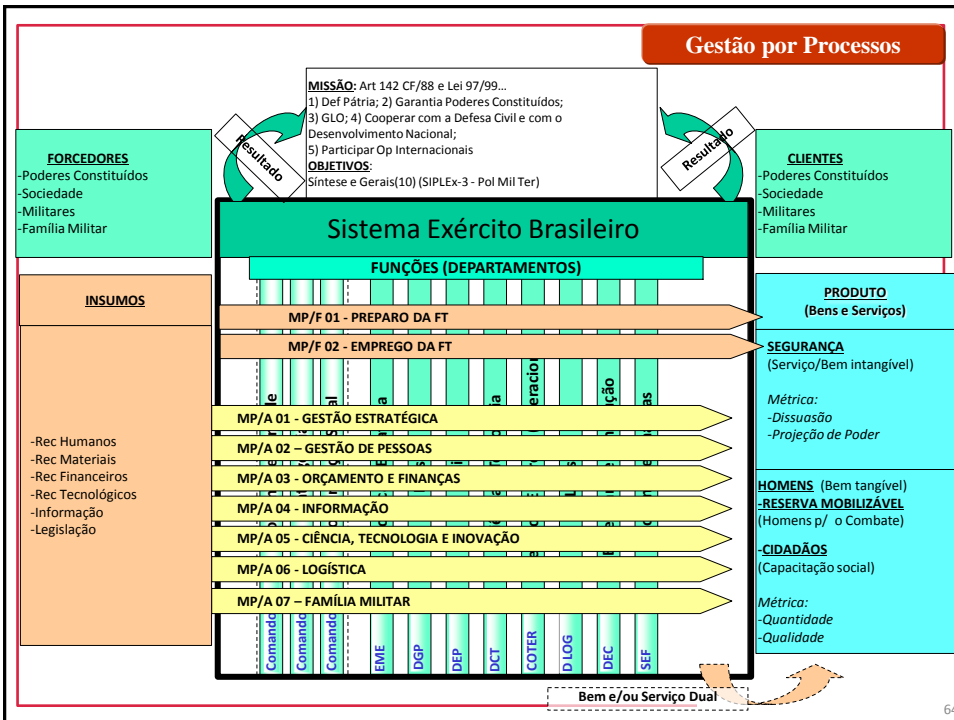 Gestão por Processos
MISSÃO: Art 142 CF/88 e Lei 97/99...
1) Def Pátria; 2) Garantia Poderes Constituídos;
3) GLO; 4) Cooperar com a Defesa Civil e com o
Desenvolvimento Nacional;
5) Participar Op Internacionais
OBJETIVOS:
Síntese e Gerais(10) (SIPLEx-3 - Pol Mil Ter)
Resultado
Resultado
FORCEDORES
-Poderes Constituídos
-Sociedade
-Militares
-Família Militar
CLIENTES
-Poderes Constituídos
-Sociedade
-Militares
-Família Militar
Sistema Exército Brasileiro
FUNÇÕES (DEPARTAMENTOS)
INSUMOS
-Rec Humanos
-Rec Materiais
-Rec Financeiros
-Rec Tecnológicos
-Informação
-Legislação
MP/F 01 - PREPARO DA FT
MP/F 02 - EMPREGO DA FT
MP/A 01 - GESTÃO ESTRATÉGICA
MP/A 02 – GESTÃO DE PESSOAS
MP/A 03 - ORÇAMENTO E FINANÇAS
MP/A 04 - INFORMAÇÃO
MP/A 05 - CIÊNCIA, TECNOLOGIA E INOVAÇÃO
MP/A 06 - LOGÍSTICA
MP/A 07 – FAMÍLIA MILITAR
Comando
Comando
Comando
EME
DGP
DEP
DCT
COTER
D LOG
DEC
SEF
PRODUTO
(Bens e Serviços)
SEGURANÇA
(Serviço/Bem intangível)
Métrica:
-Dissuasão
-Projeção de Poder
HOMENS (Bem tangível)
-RESERVA MOBILIZÁVEL
(Homens p/ o Combate)
-CIDADÃOS
(Capacitação social)
Métrica:
-Quantidade
-Qualidade
Bem e/ou Serviço Dual
64